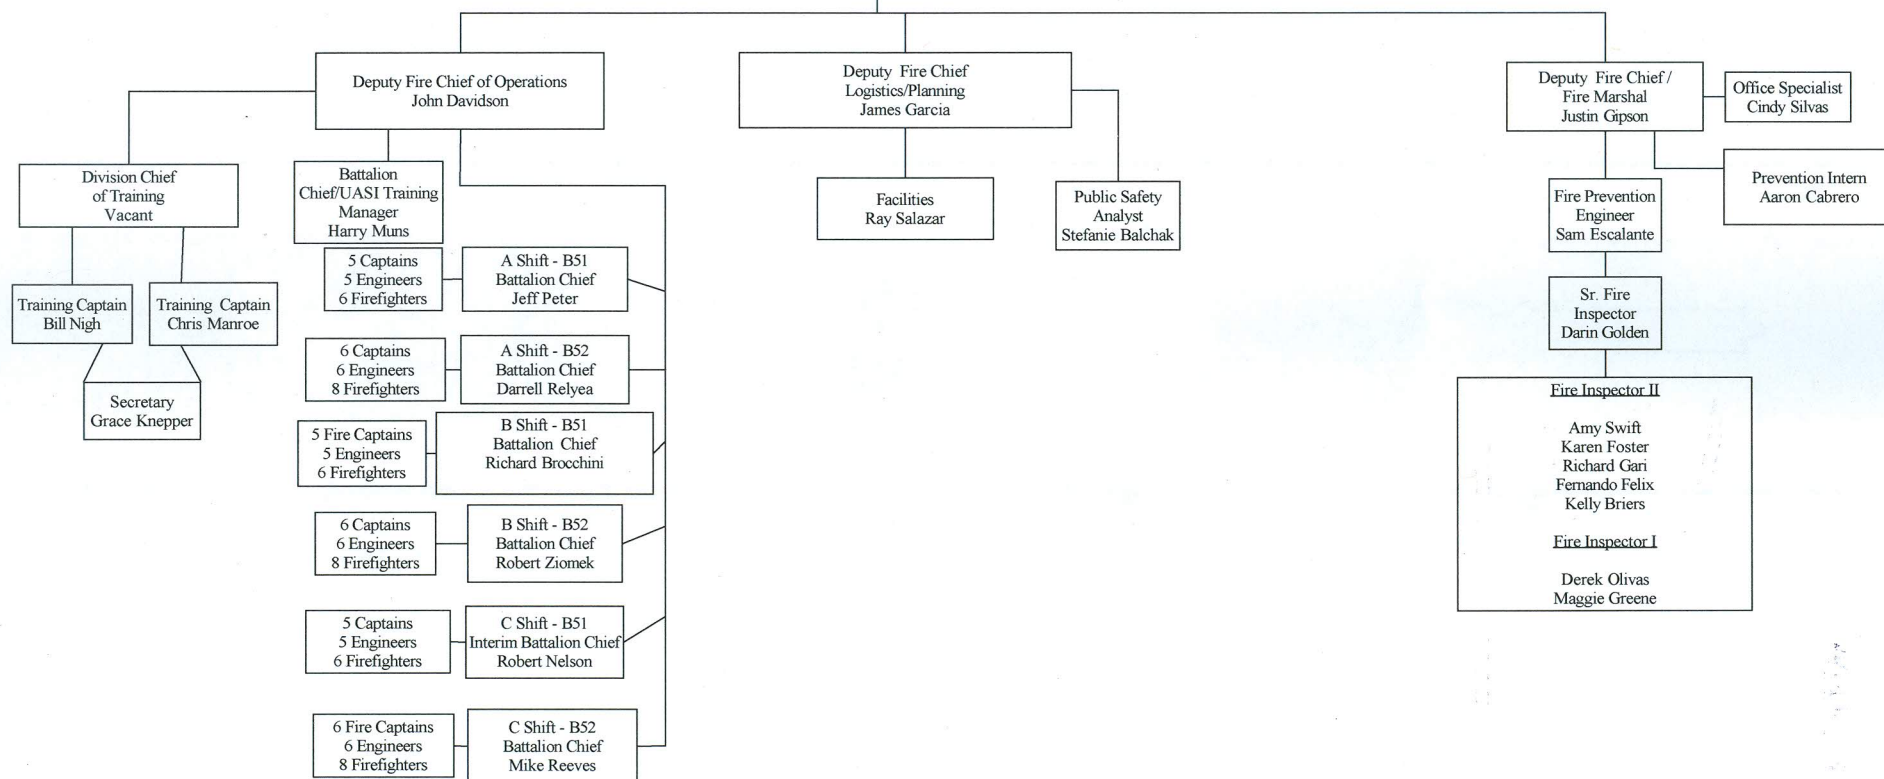 Deputy Fire Chief of Operations
John Davidson
Deputy Fire Chief
Logistics/Planning
James Garcia
Deputy Fire Chief /
Fire Marshal
Justin Gipson
Office Specialist
Cindy Silvas
Division Chief
of Training
Vacant
Battalion
Chief/UASI Training
Manager
Harry Muns
Facilities
Ray Salazar
Public Safety
Analyst
Stefanie Balchak
Fire Prevention
Engineer
Sam Escalante
Prevention Intern
Aaron Cabrero
Training Captain
Bill Nigh
Training Captain
Chris Manroe
Secretary
Grace Knepper
5 Captains
5 Engineers
6 Firefighters
A Shift - B51
Battalion Chief
Jeff Peter
6 Captains
6 Engineers
8 Firefighters
A Shift - B52
Battalion Chief
Darrell Relyea
5 Fire Captains
5 Engineers
6 Firefighters
B Shift - B51
Battalion Chief
Richard Brocchini
6 Captains
6 Engineers
8 Firefighters
B Shift - B52
Battalion Chief
Robert Ziomek
5 Captains
5 Engineers
6 Firefighters
C Shift - B51
Interim Battalion Chief
Robert Nelson
6 Fire Captains
6 Engineers
8 Firefighters
C Shift - B52
Battalion Chief
Mike Reeves
Sr. Fire
Inspector
Darin Golden
Fire Inspector II
Amy Swift
Karen Foster
Richard Gari
Fernando Felix
Kelly Briers
Fire Inspector I
Derek Olivas
Maggie Greene